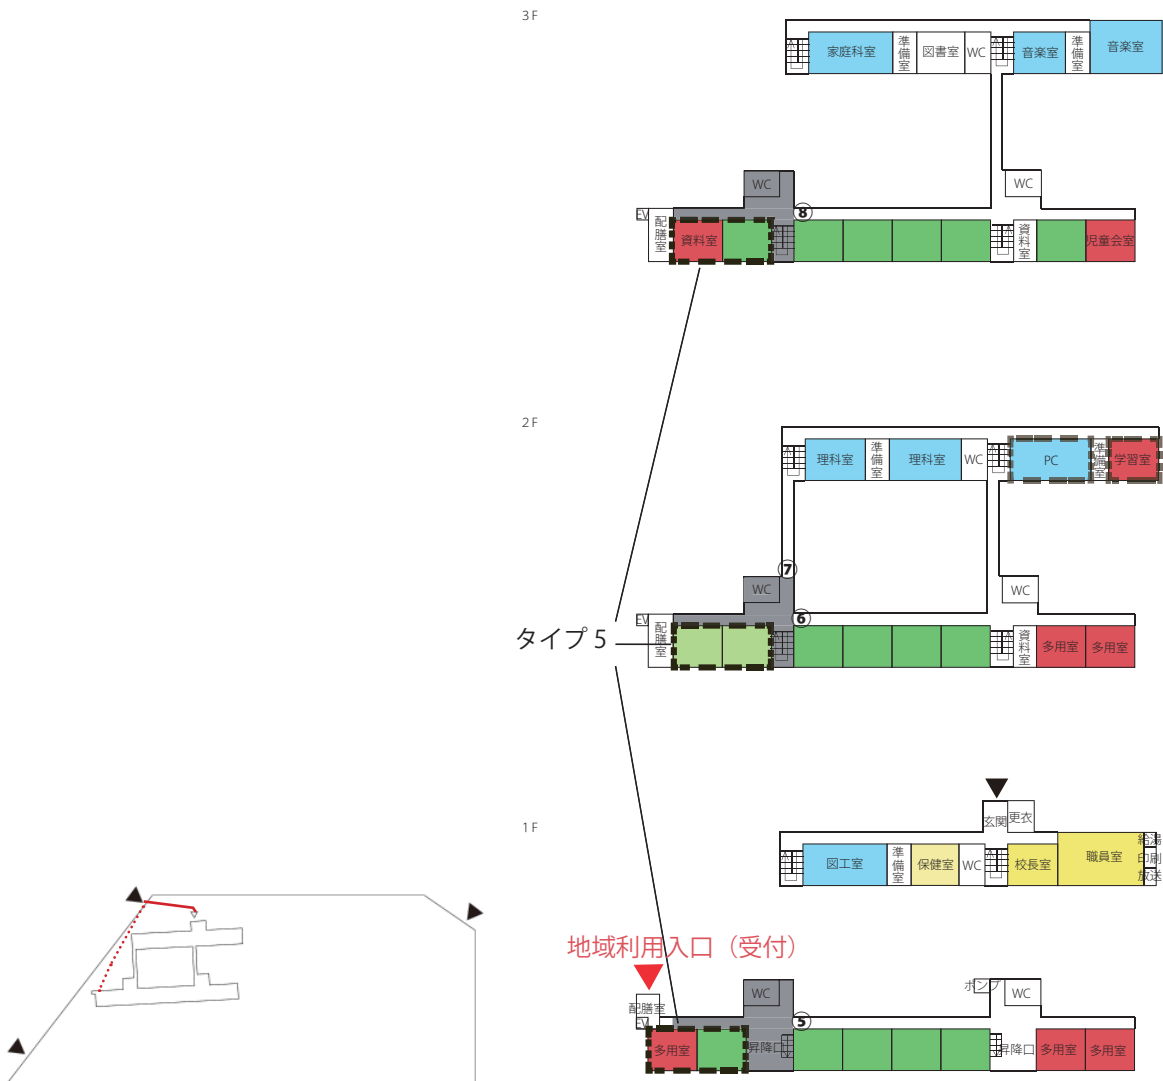 3F
家庭科室
準備室
図書室
WC
音楽室
準備室
音楽室
WC
WC
EV
配膳室
資料室
⑧
資料室
児童会室
2F
理科室
準備室
理科室
WC
PC
準備室
学習室
⑦
WC
WC
EV
配膳室
⑥
資料室
多用室
多用室
タイプ5
1F
玄関
更衣
図工室
準備室
保健室
WC
校長室
職員室
給湯
印刷
放送
地域利用入口（受付）
WC
ポンプ
WC
配膳室
EV
⑤
多用室
昇降口
昇降口
多用室
多用室